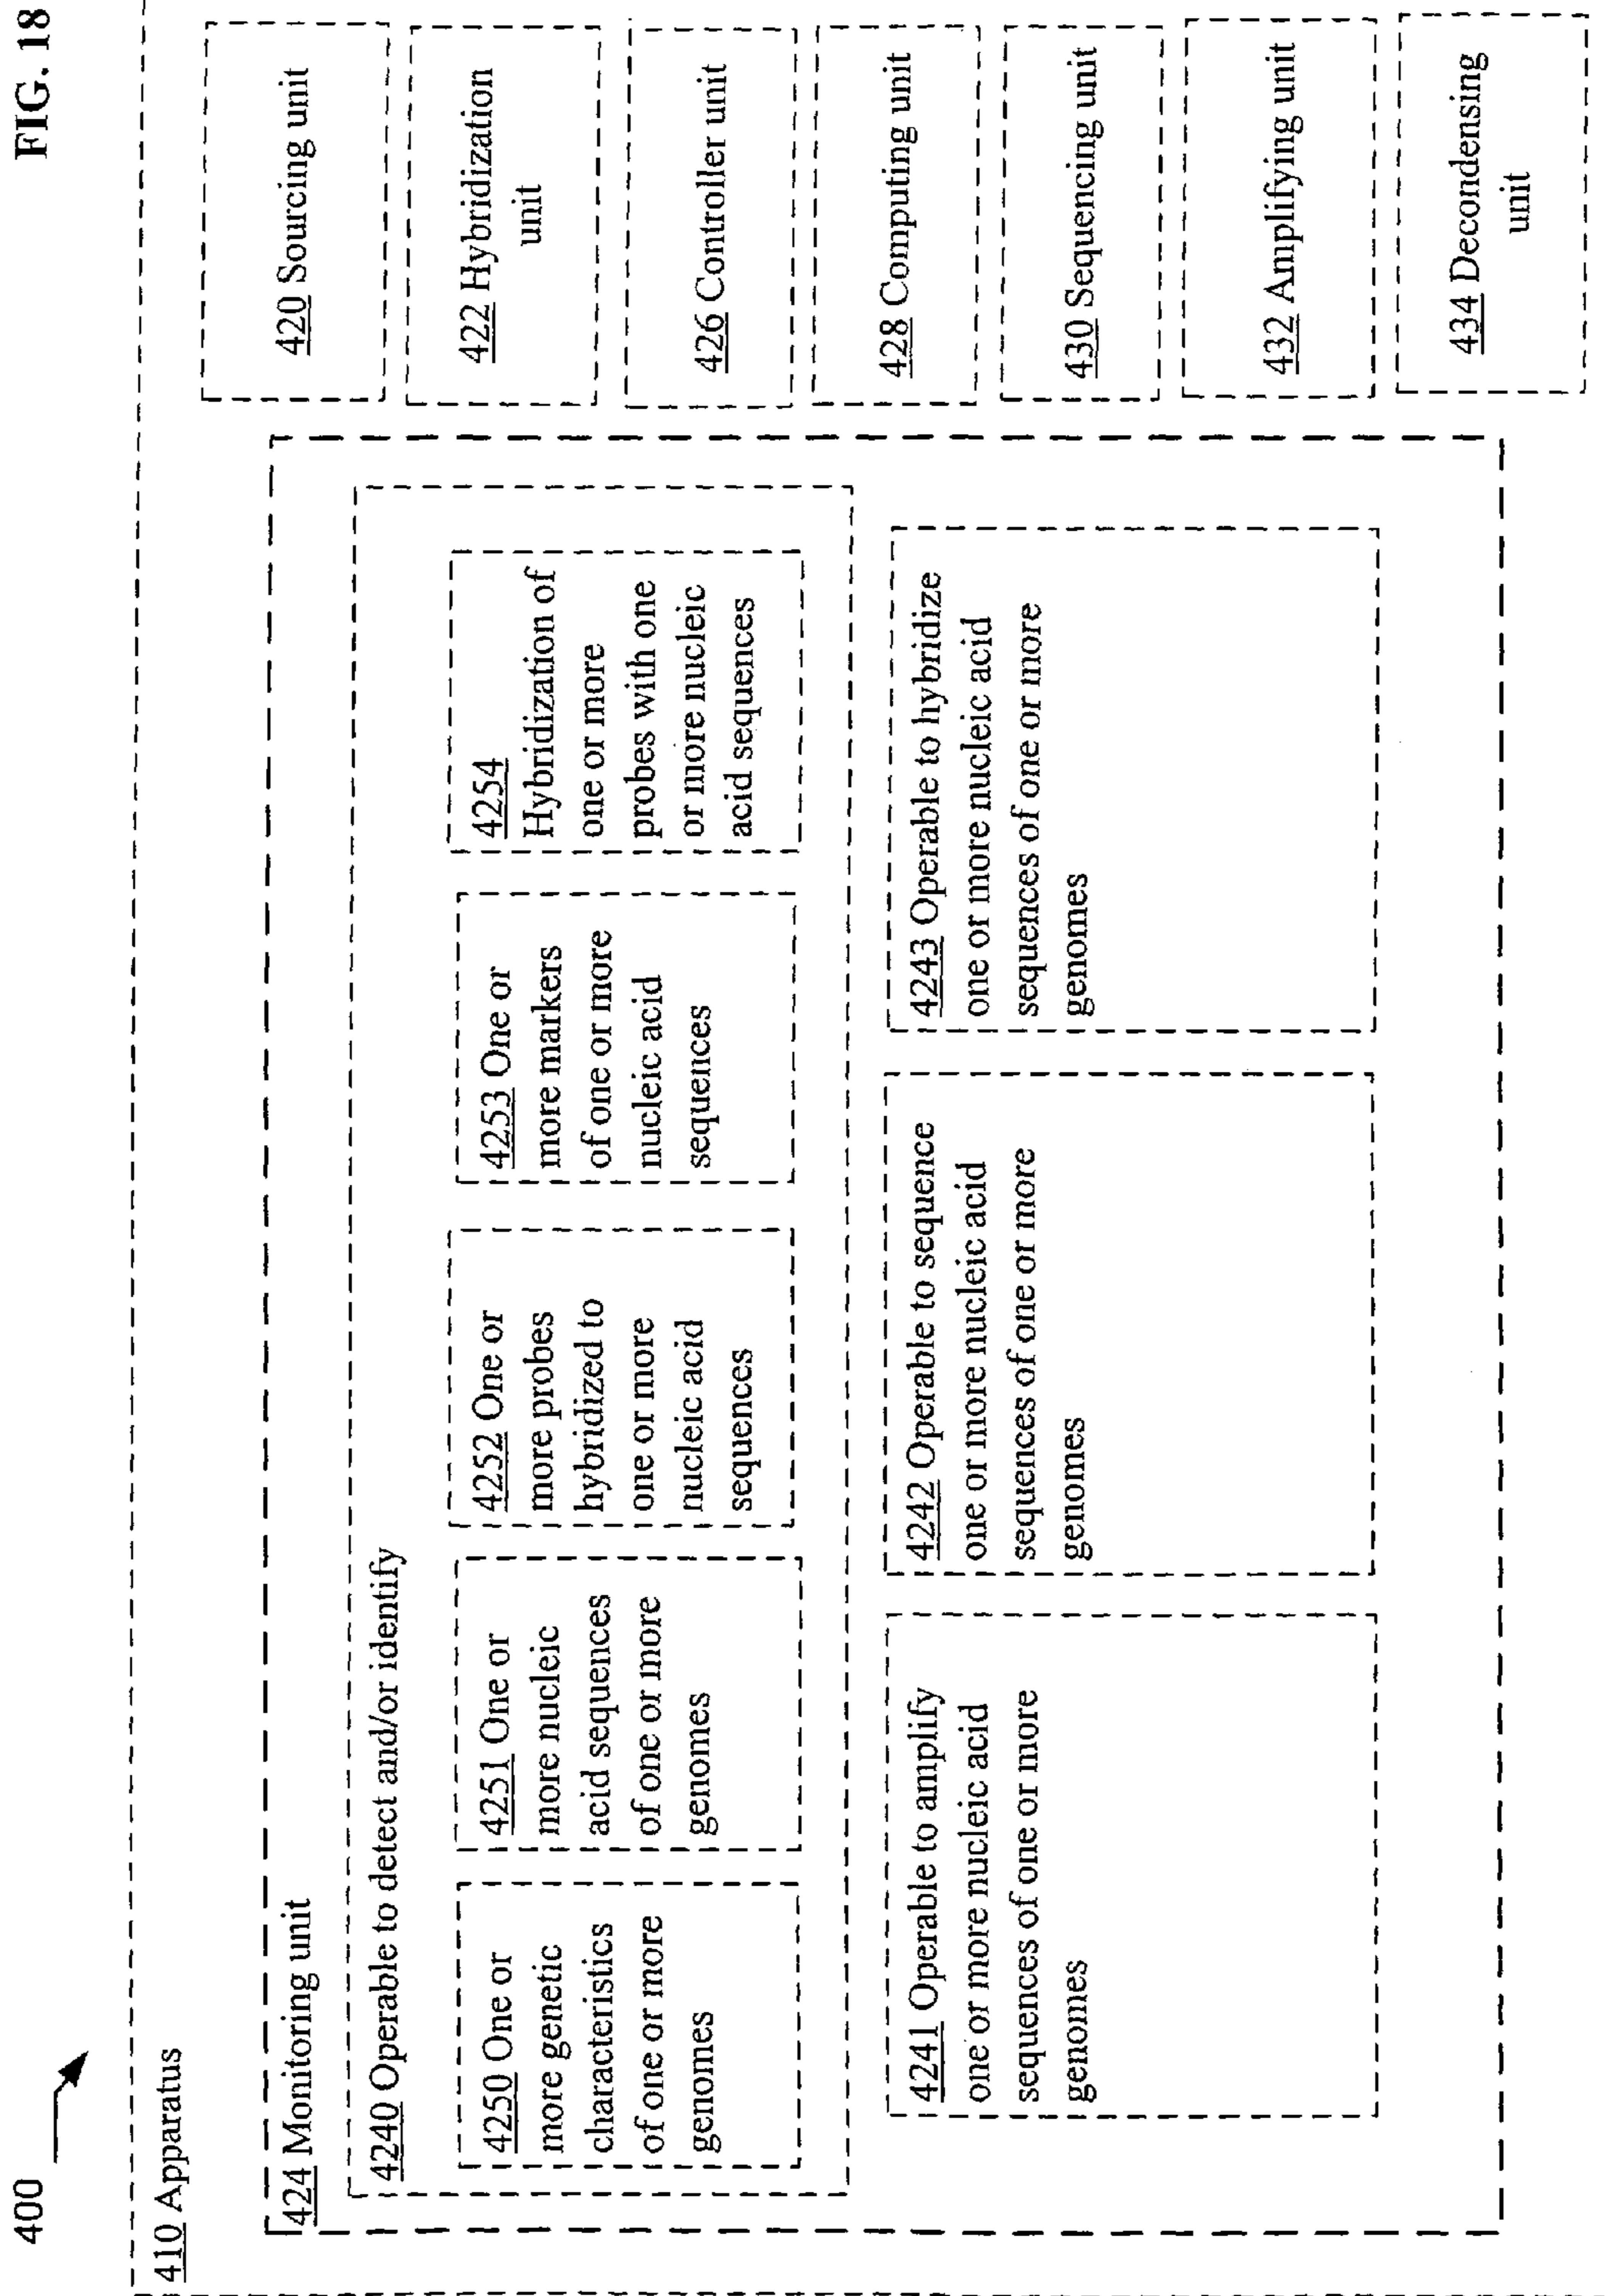 FIG. 18
400
410 Apparatus
424 Monitoring unit
4240 Operable to detect and/or identify
4250 One or
more genetic
characteristics
of one or more
genomes
4251 One or
more nucleic
acid sequences
of one or more
genomes
4252 One or
more probes
hybridized to
one or more
nucleic acid
sequences
4253 One or
more markers
of one or more
nucleic acid
sequences
4254
Hybridization of
one or more
probes with one
or more nucleic
acid sequences
4241 Operable to amplify
one or more nucleic acid
sequences of one or more
genomes
4242 Operable to sequence
one or more nucleic acid
sequences of one or more
genomes
4243 Operable to hybridize
one or more nucleic acid
sequences of one or more
genomes
420 Sourcing unit
422 Hybridization
unit
426 Controller unit
428 Computing unit
430 Sequencing unit
432 Amplifying unit
434 Decondensing
unit